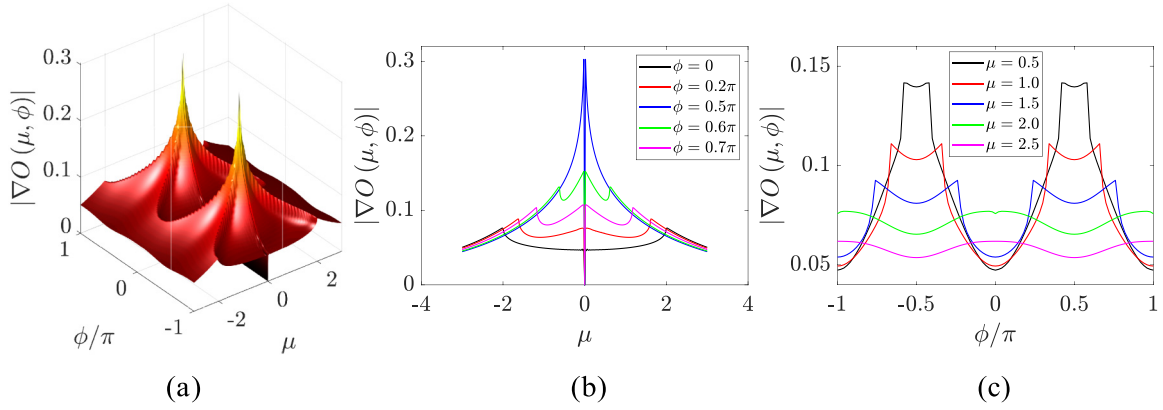 |∇O (μ, ϕ)|
0.3
0.2
0.1
0
1
0
-1
ϕ/π
-2
0
2
μ
(a)
|∇O (μ, ϕ)|
0.3
0.2
0.1
0
-4
-2
0
2
4
μ
ϕ = 0
ϕ = 0.2π
ϕ = 0.5π
ϕ = 0.6π
ϕ = 0.7π
(b)
|∇O (μ, ϕ)|
0.15
0.1
0.05
-1
-0.5
0
0.5
1
ϕ/π
μ = 0.5
μ = 1.0
μ = 1.5
μ = 2.0
μ = 2.5
(c)